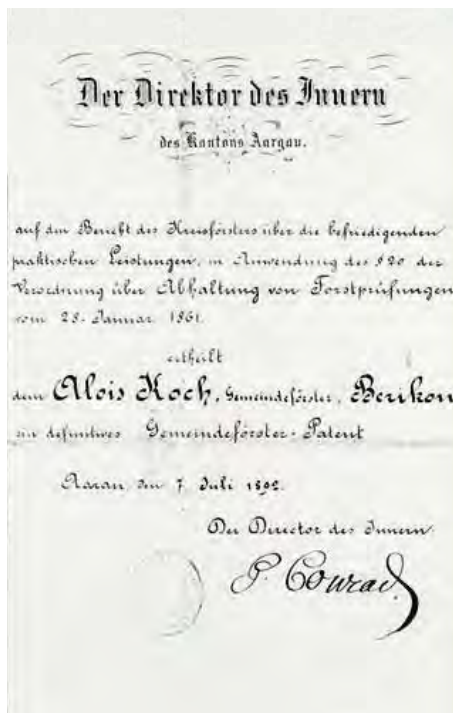 Der Direktor des Innern
des Kantons Aargau.
auf den Bericht des Kreisförsters über die befriedigenden
praktischen Leistungen, in Anwendung des § 20 der
Verordnung über Abhaltung von Forstprüfungen
vom 28. Januar 1861.
ertheilt
dem Alois Koch, Gemeindeförster, Berikon
ein definitives Gemeindeförster-Patent
Aarau, den 7. Juli 1892.
Der Director des Innern:
P. Conrad.